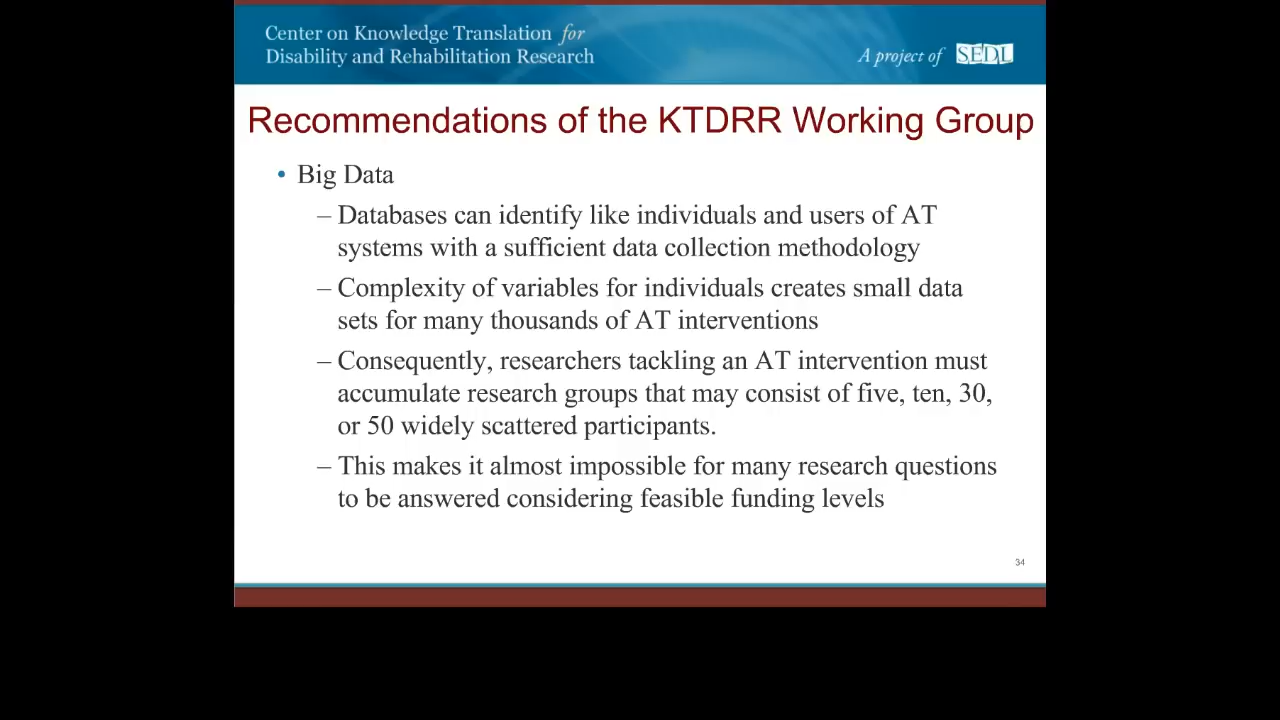 Center on Knowledge Translation for
Disability and Rehabilitation Research
A project of SEDL
Recommendations of the KTDRR Working Group
• Big Data
– Databases can identify like individuals and users of AT
systems with a sufficient data collection methodology
– Complexity of variables for individuals creates small data
sets for many thousands of AT interventions
– Consequently, researchers tackling an AT intervention must
accumulate research groups that may consist of five, ten, 30,
or 50 widely scattered participants.
– This makes it almost impossible for many research questions
to be answered considering feasible funding levels
34